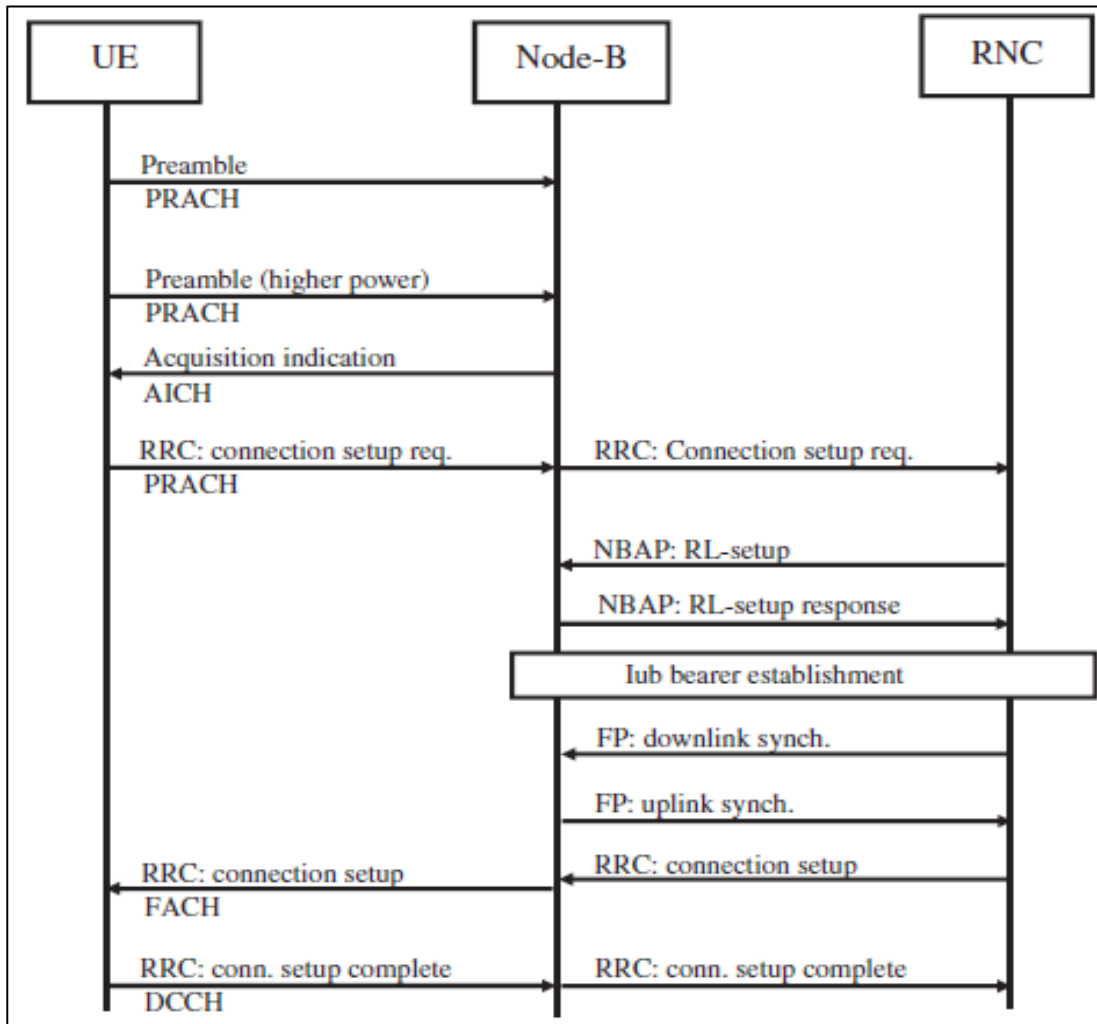 UE
Node-B
RNC
Preamble
PRACH
Preamble (higher power)
PRACH
Acquisition indication
AICH
RRC: connection setup req.
RRC: Connection setup req.
PRACH
NBAP: RL-setup
NBAP: RL-setup response
Iub bearer establishment
FP: downlink synch.
FP: uplink synch.
RRC: connection setup
RRC: connection setup
FACH
RRC: conn. setup complete
RRC: conn. setup complete
DCCH